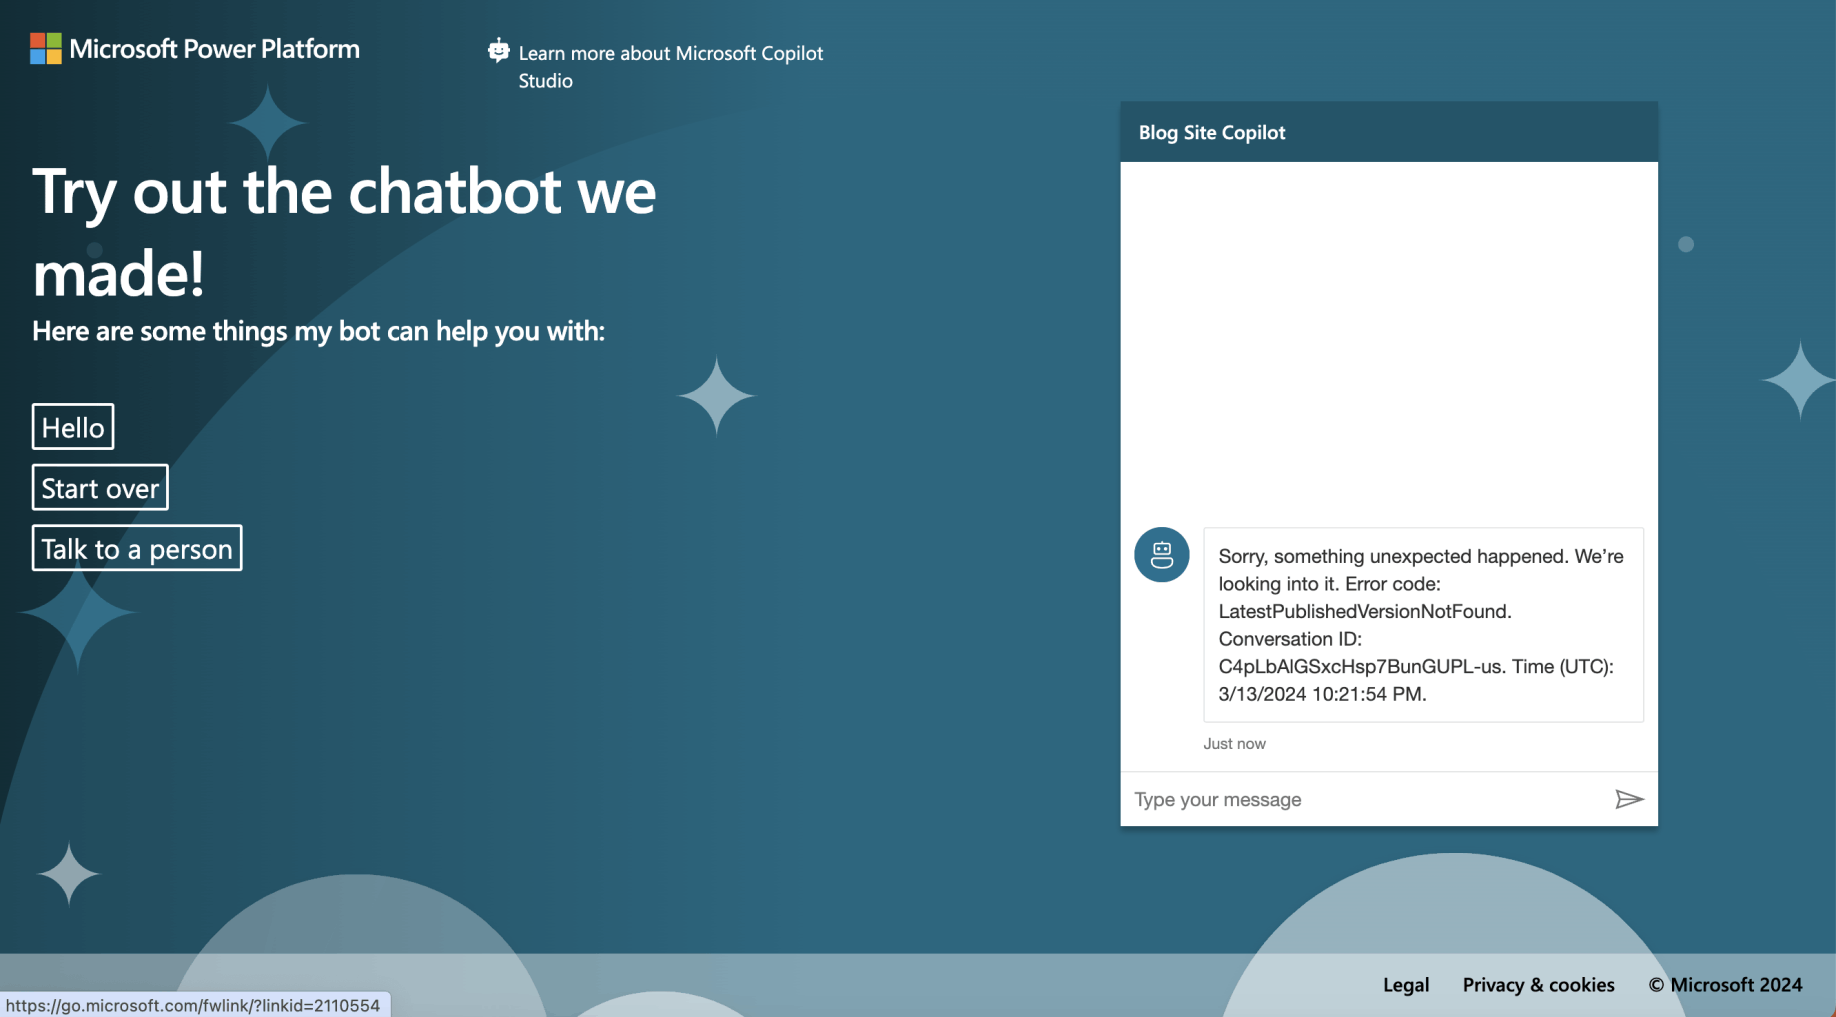 Microsoft Power Platform
Learn more about Microsoft Copilot
Studio
Try out the chatbot we
made!
Here are some things my bot can help you with:
Hello
Start over
Talk to a person
Blog Site Copilot
Sorry, something unexpected happened. We’re
looking into it. Error code:
LatestPublishedVersionNotFound.
Conversation ID:
C4pLbAlGSxcHsp7BunGUPL-us. Time (UTC):
3/13/2024 10:21:54 PM.
Just now
Type your message
Legal
Privacy & cookies
© Microsoft 2024
https://go.microsoft.com/fwlink/?linkid=2110554